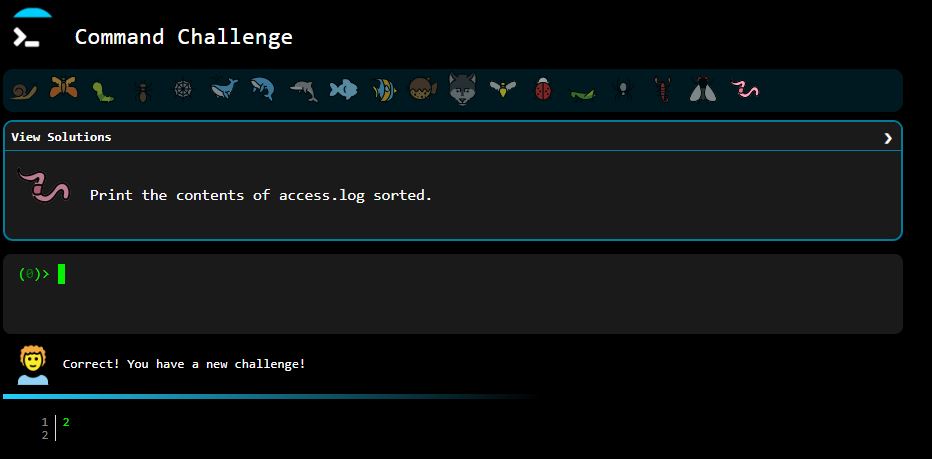 Command Challenge
View Solutions
Print the contents of access.log sorted.
(0)>
Correct! You have a new challenge!
1 2
2